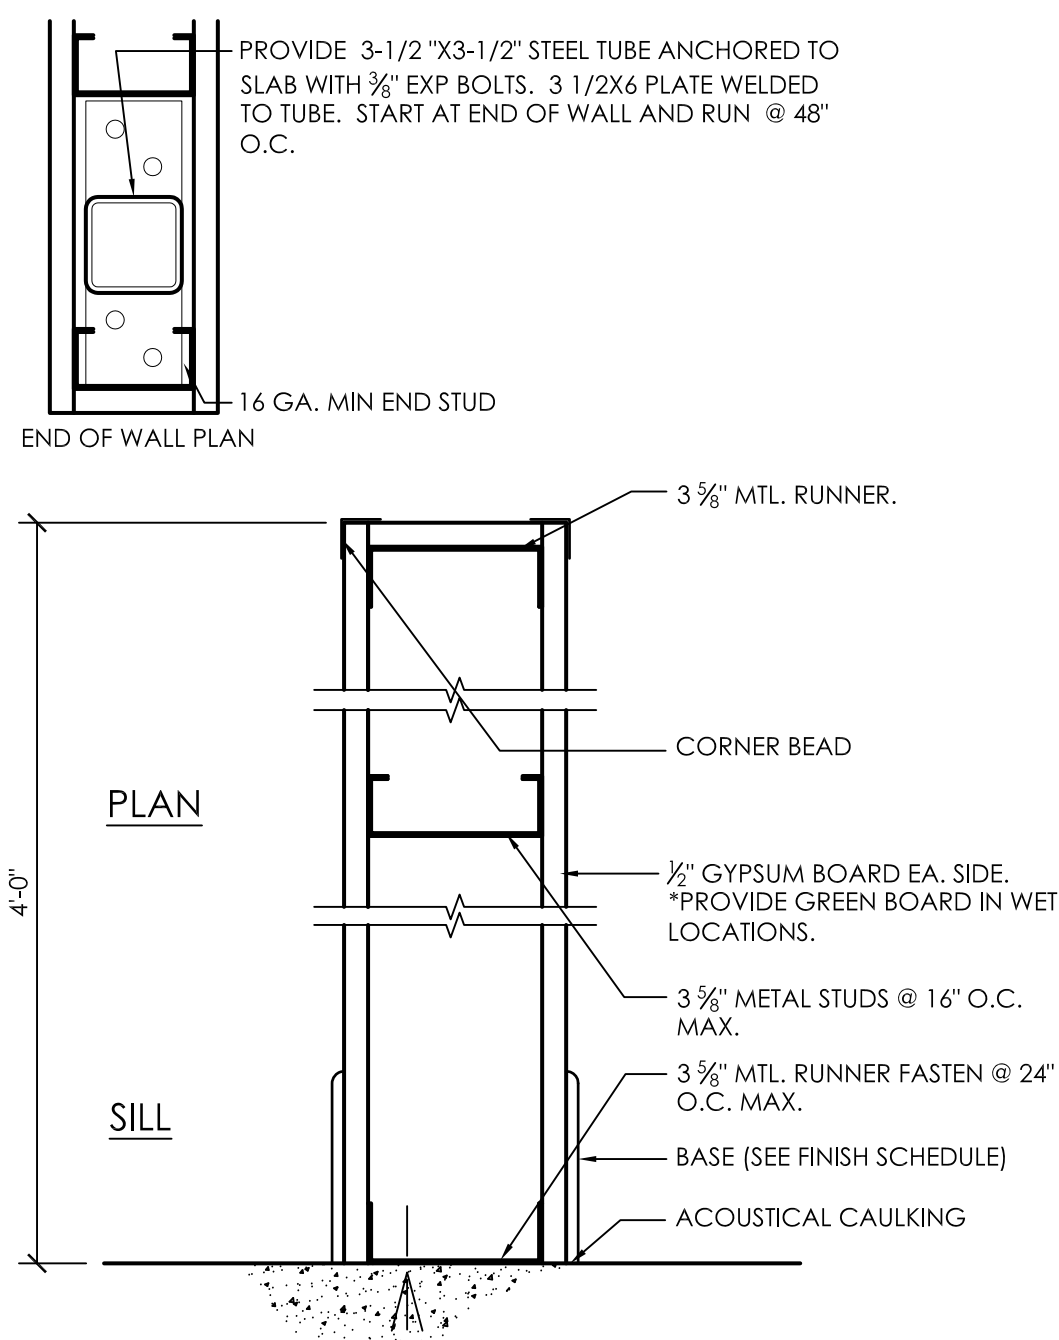 PROVIDE 3-1/2 "X3-1/2" STEEL TUBE ANCHORED TO
SLAB WITH 3/8" EXP BOLTS. 3 1/2X6 PLATE WELDED
TO TUBE. START AT END OF WALL AND RUN @ 48"
O.C.
16 GA. MIN END STUD
END OF WALL PLAN
3 5/8" MTL. RUNNER.
CORNER BEAD
PLAN
4'-0"
1/2" GYPSUM BOARD EA. SIDE.
*PROVIDE GREEN BOARD IN WET
LOCATIONS.
3 5/8" METAL STUDS @ 16" O.C.
MAX.
3 5/8" MTL. RUNNER FASTEN @ 24"
O.C. MAX.
SILL
BASE (SEE FINISH SCHEDULE)
ACOUSTICAL CAULKING